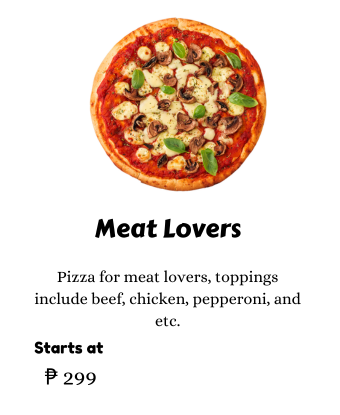 Meat Lovers
Pizza for meat lovers, toppings
include beef, chicken, pepperoni, and
etc.
Starts at
₱ 299